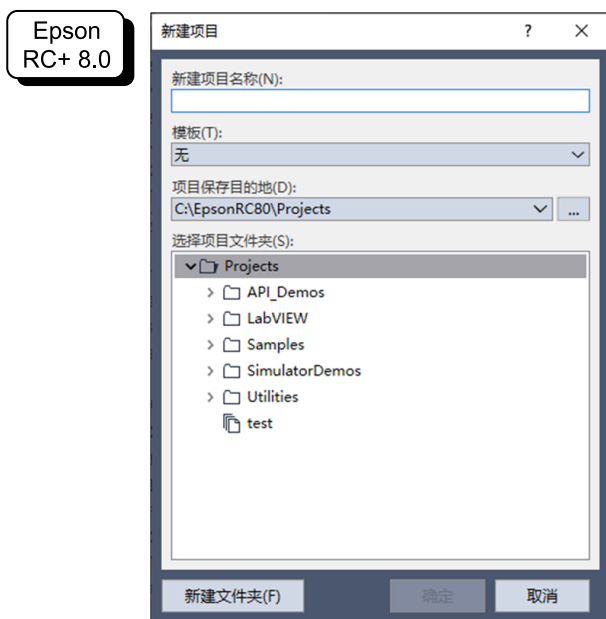 Epson
RC+ 8.0
新建项目
?
新建项目名称(N):
模板(T):
无
项目保存目的地(D):
C:\EpsonRC80\Projects
...
选择项目文件夹(S):
Projects
API_Demos
LabVIEW
Samples
SimulatorDemos
Utilities
test
新建文件夹(F)
确定
取消